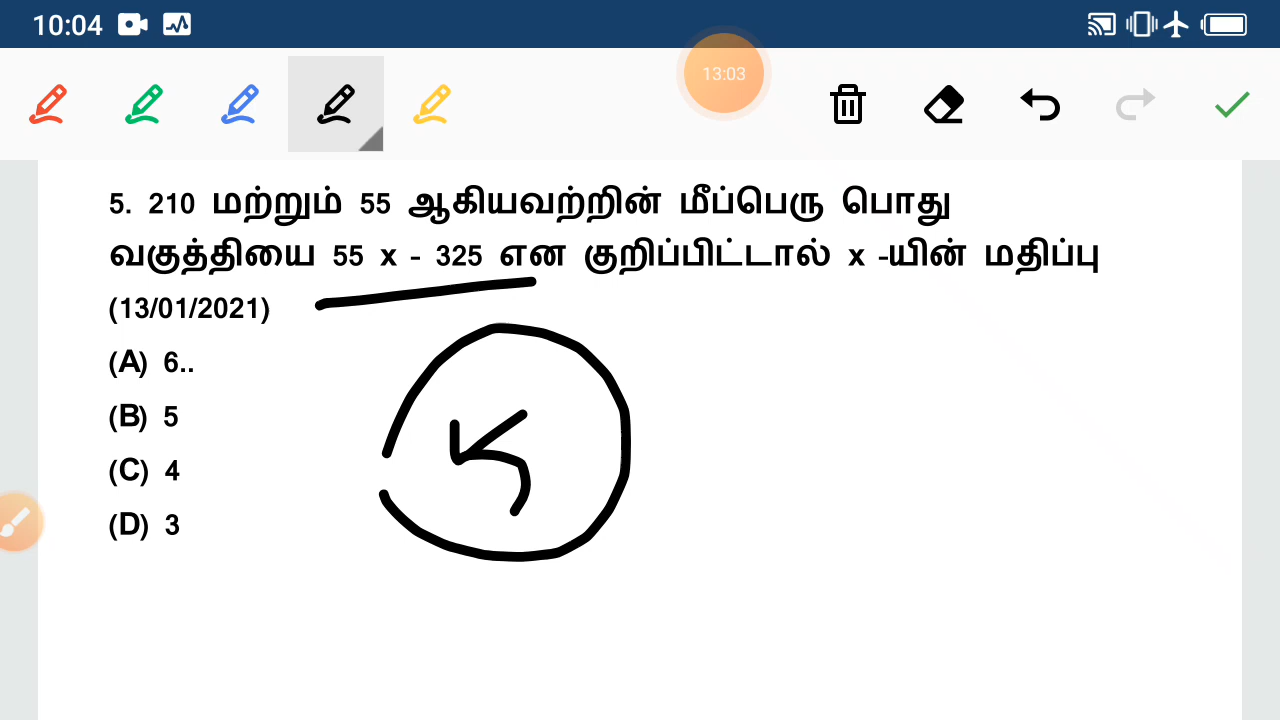 10:04
13:03
5. 210 மற்றும் 55 ஆகியவற்றின் மீப்பெரு பொது
வகுத்தியை 55 x - 325 என குறிப்பிட்டால் x -யின் மதிப்பு
(13/01/2021)
(A) 6..
(B) 5
(C) 4
(D) 3
5